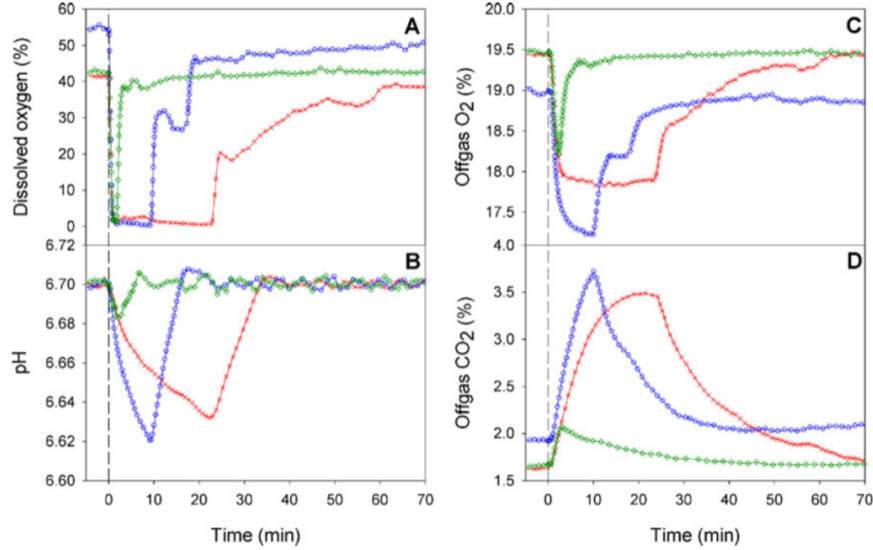 A
Dissolved oxygen (%)
60
50
40
30
20
10
0
B
pH
6.72
6.70
6.68
6.66
6.64
6.62
6.60
0 10 20 30 40 50 60 70
Time (min)
C
Offgas O2 (%)
19.5
19.0
18.5
18.0
17.5
D
Offgas CO2 (%)
4.0
3.5
3.0
2.5
2.0
1.5
0 10 20 30 40 50 60 70
Time (min)